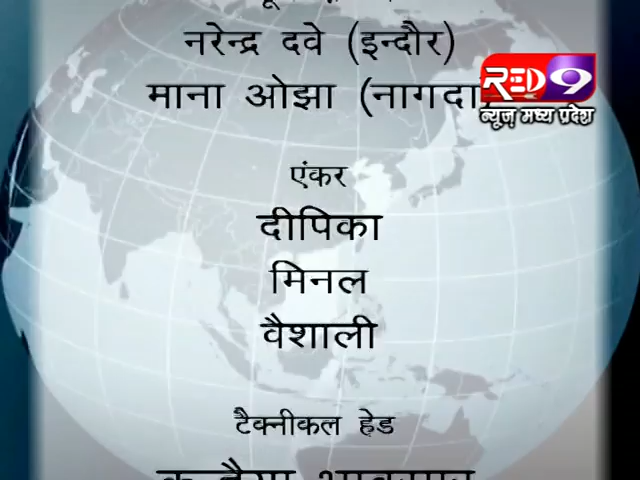 नरेन्द्र दवे (इन्दौर)
माना ओझा (नागदा)
RED 9
न्यूज़ मध्य प्रदेश
एंकर
दीपिका
मिनल
वैशाली
टैक्नीकल हेड